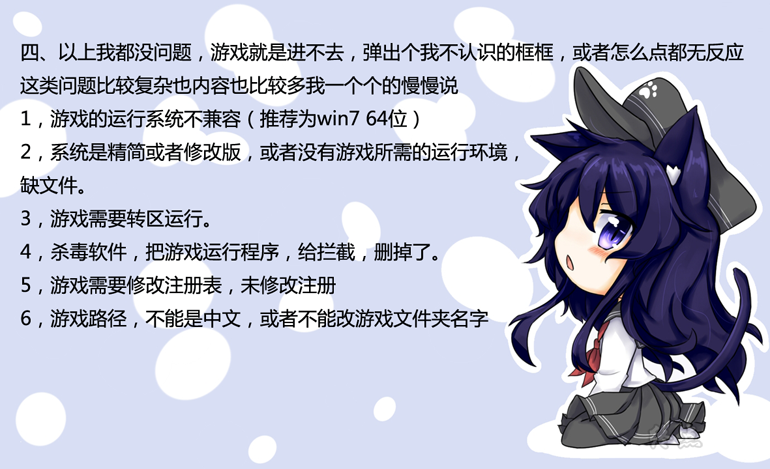 四、以上我都没问题，游戏就是进不去，弹出个我不认识的框框，或者怎么点都无反应
这类问题比较复杂也内容也比较多我一个个的慢慢说
1，游戏的运行系统不兼容（推荐为win7 64位）
2，系统是精简或者修改版，或者没有游戏所需的运行环境，
缺文件。
3，游戏需要转区运行。
4，杀毒软件，把游戏运行程序，给拦截，删掉了。
5，游戏需要修改注册表，未修改注册
6，游戏路径，不能是中文，或者不能改游戏文件夹名字